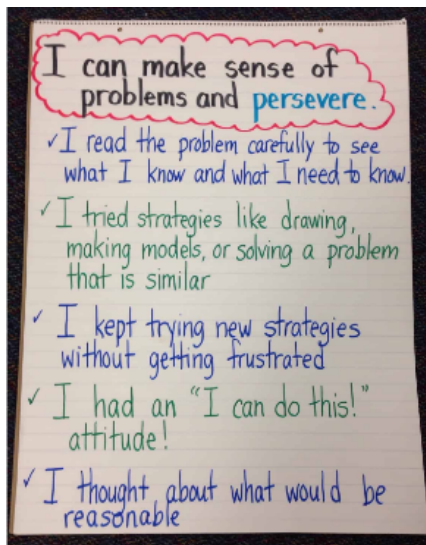 I can make sense of
problems and persevere.
✓I read the problem carefully to see
what I know and what I need to know.
✓I tried strategies like drawing,
making models, or solving a problem
that is similar
✓ I kept trying new strategies
without getting frustrated
✓ I had an "I can do this!"
attitude!
✓ I thought about what would be
reasonable